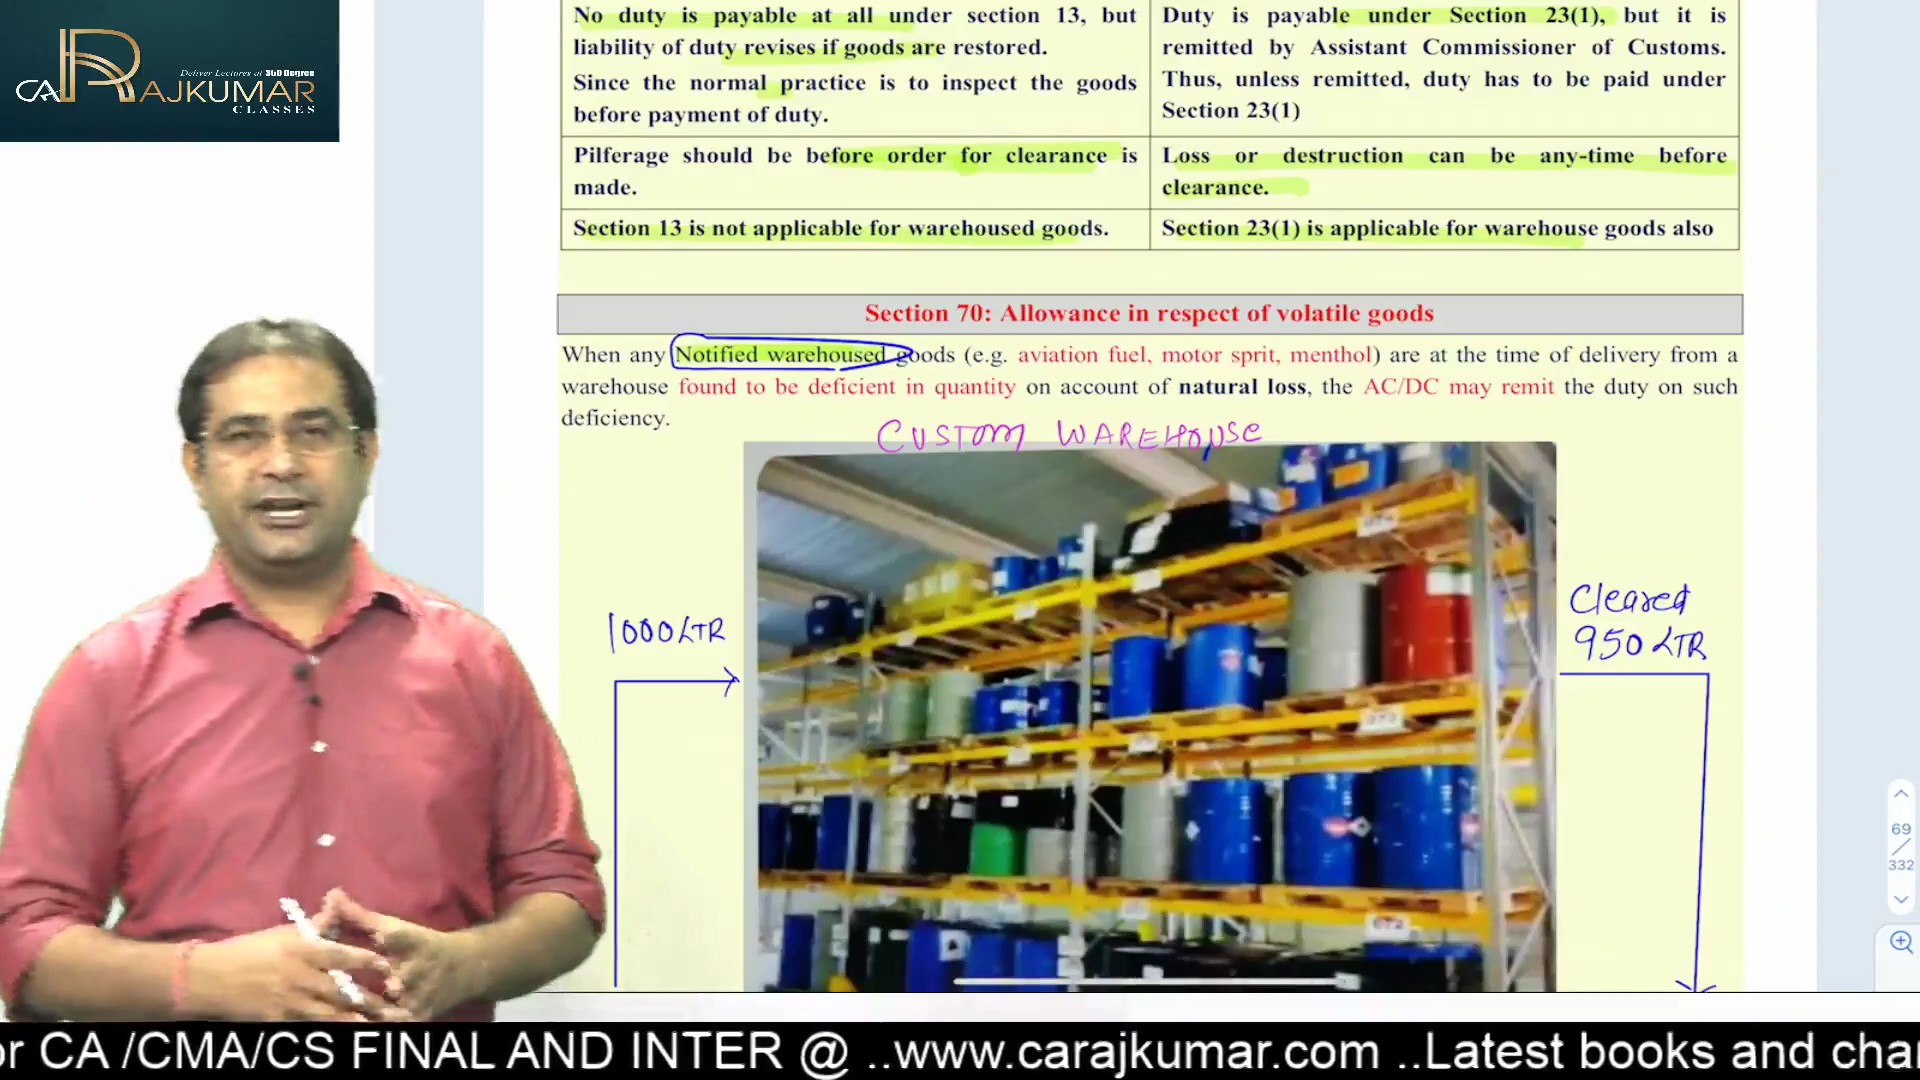 Deliver Lectures at 360 Degree
CA RAJKUMAR
CLASSES
No duty is payable at all under section 13, but
liability of duty revises if goods are restored.
Since the normal practice is to inspect the goods
before payment of duty.
Duty is payable under Section 23(1), but it is
remitted by Assistant Commissioner of Customs.
Thus, unless remitted, duty has to be paid under
Section 23(1)
Pilferage should be before order for clearance is
made.
Loss or destruction can be any-time before
clearance.
Section 13 is not applicable for warehoused goods.
Section 23(1) is applicable for warehouse goods also
Section 70: Allowance in respect of volatile goods
When any Notified warehoused goods (e.g. aviation fuel, motor sprit, menthol) are at the time of delivery from a
warehouse found to be deficient in quantity on account of natural loss, the AC/DC may remit the duty on such
deficiency.
CUSTOM WAREHOUSE
1000 LTR
Cleared
950 LTR
69
332
or CA /CMA/CS FINAL AND INTER @ ..www.carajkumar.com ..Latest books and char